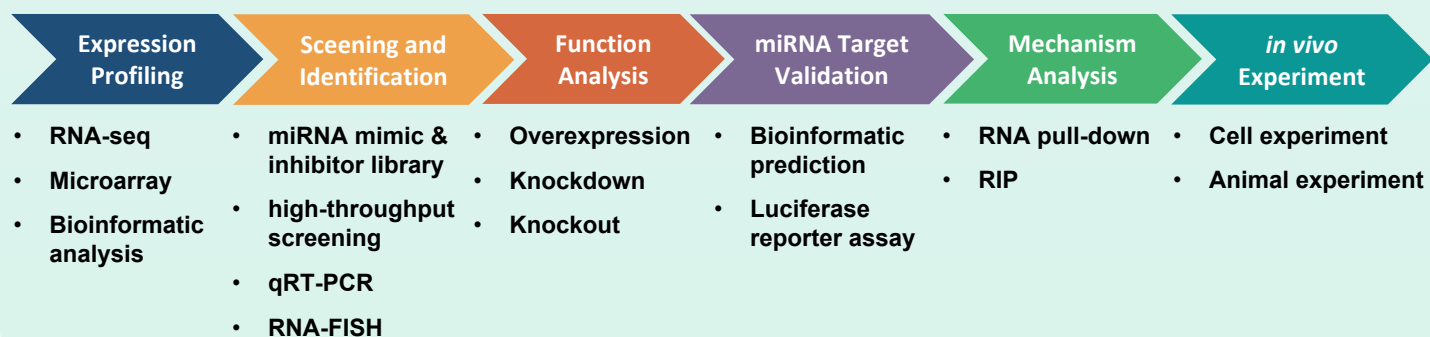 Expression
Profiling
Sceening and
Identification
Function
Analysis
miRNA Target
Validation
Mechanism
Analysis
in vivo
Experiment
• RNA-seq
• Microarray
• Bioinformatic
analysis
• miRNA mimic &
inhibitor library
• high-throughput
screening
• qRT-PCR
• RNA-FISH
• Overexpression
• Knockdown
• Knockout
• Bioinformatic
prediction
• Luciferase
reporter assay
• RNA pull-down
• RIP
• Cell experiment
• Animal experiment